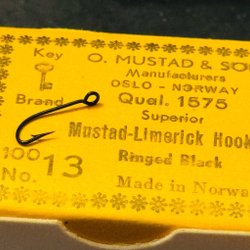 Key
Brand
O. MUSTAD & SO
Manufacturers
OSLO - NORWAY
Qual. 1575
Superior
Mustad-Limerick Hook
Ringed Black
100
No. 13
Made in Norwa